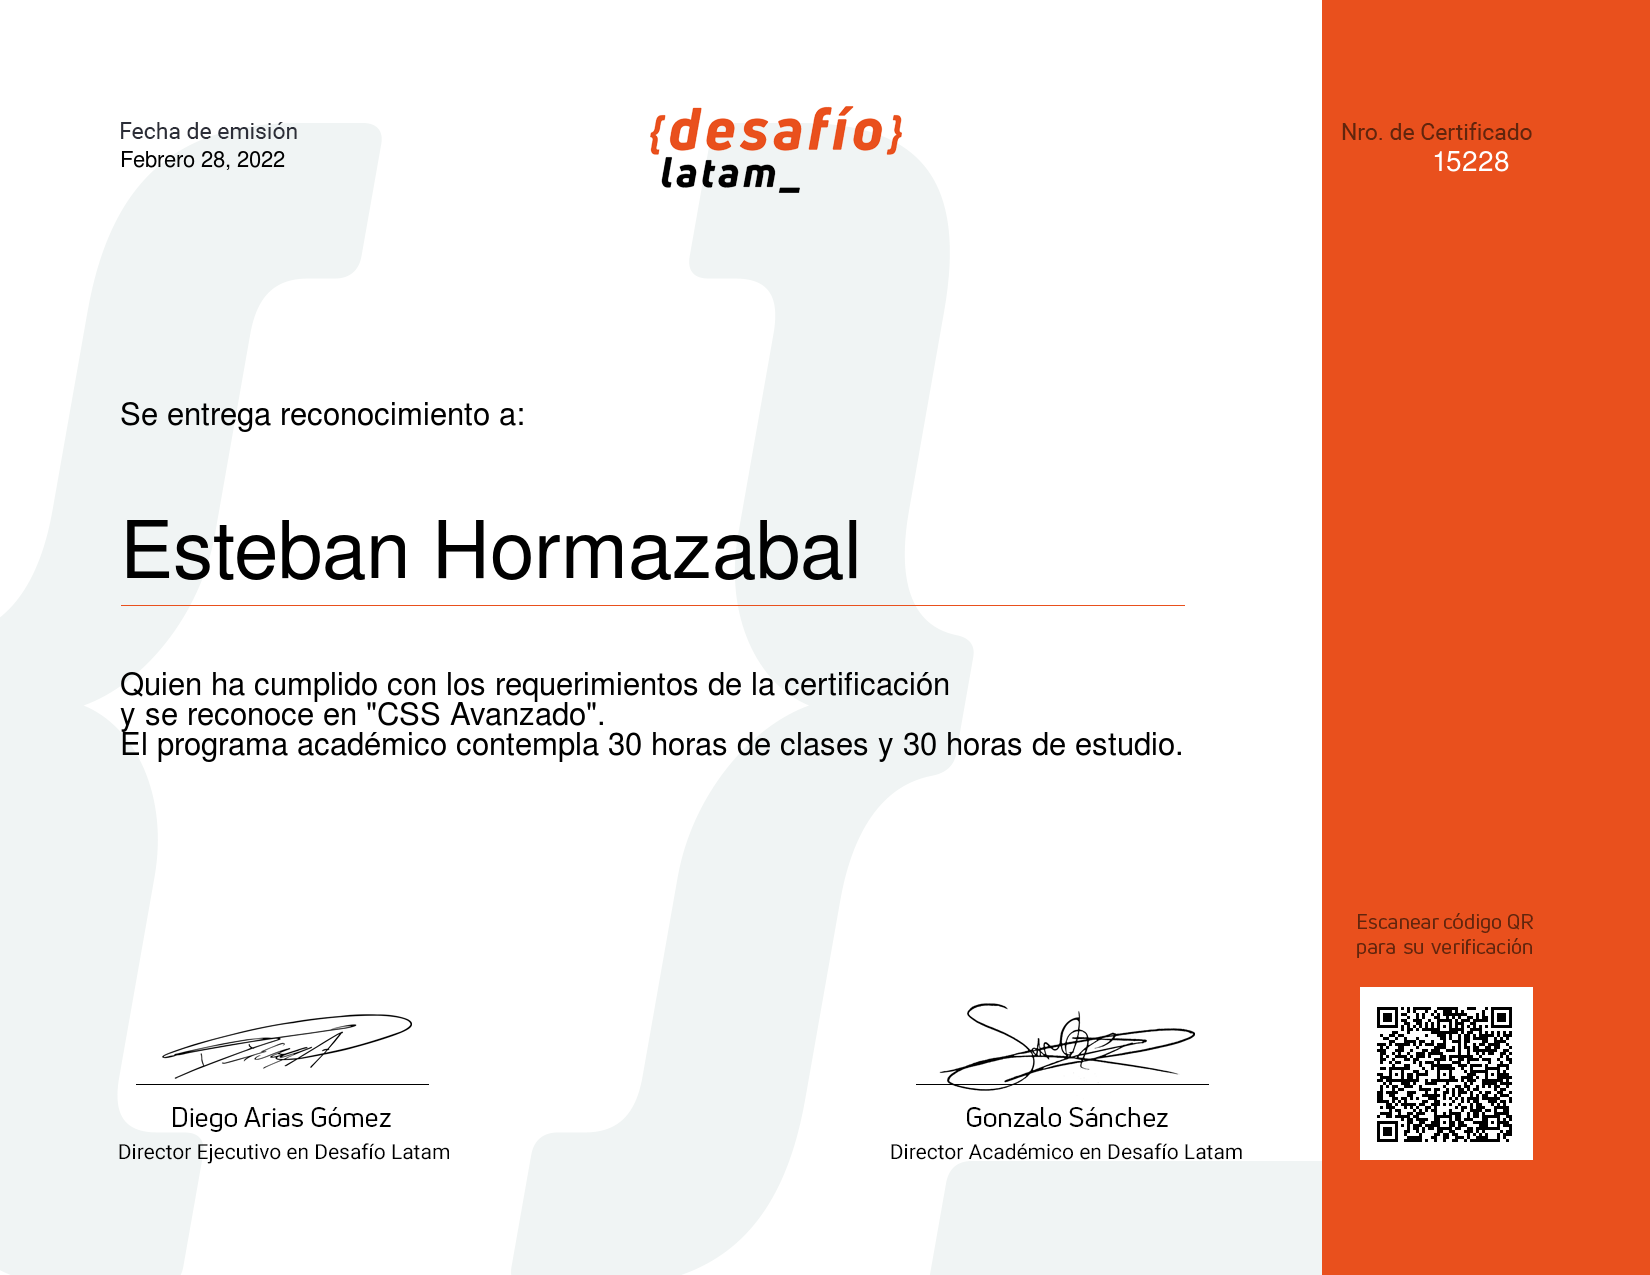 Fecha de emisión
Febrero 28, 2022
{desafío}
latam_
Nro. de Certificado
15228
Se entrega reconocimiento a:
Esteban Hormazabal
Quien ha cumplido con los requerimientos de la certificación
y se reconoce en "CSS Avanzado".
El programa académico contempla 30 horas de clases y 30 horas de estudio.
Escanear código QR
para su verificación
Diego Arias Gómez
Director Ejecutivo en Desafío Latam
Gonzalo Sánchez
Director Académico en Desafío Latam